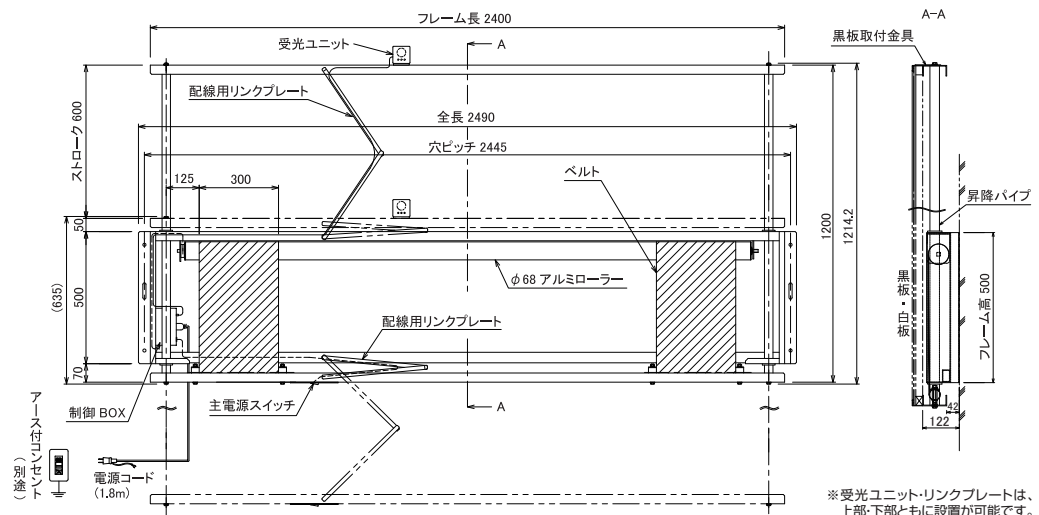 フレーム長 2400
A
A-A
受光ユニット
黒板取付金具
配線用リンクプレート
全長 2490
ストローク 600
穴ピッチ 2445
125
300
ベルト
1200
1214.2
昇降パイプ
50
φ68 アルミローラー
黒板・白板
フレーム高 500
(635)
500
配線用リンクプレート
70
主電源スイッチ
A
42
122
制御 BOX
アース付コンセント
(別途)
電源コード
(1.8m)
※受光ユニット・リンクプレートは、
上部・下部ともに設置が可能です。